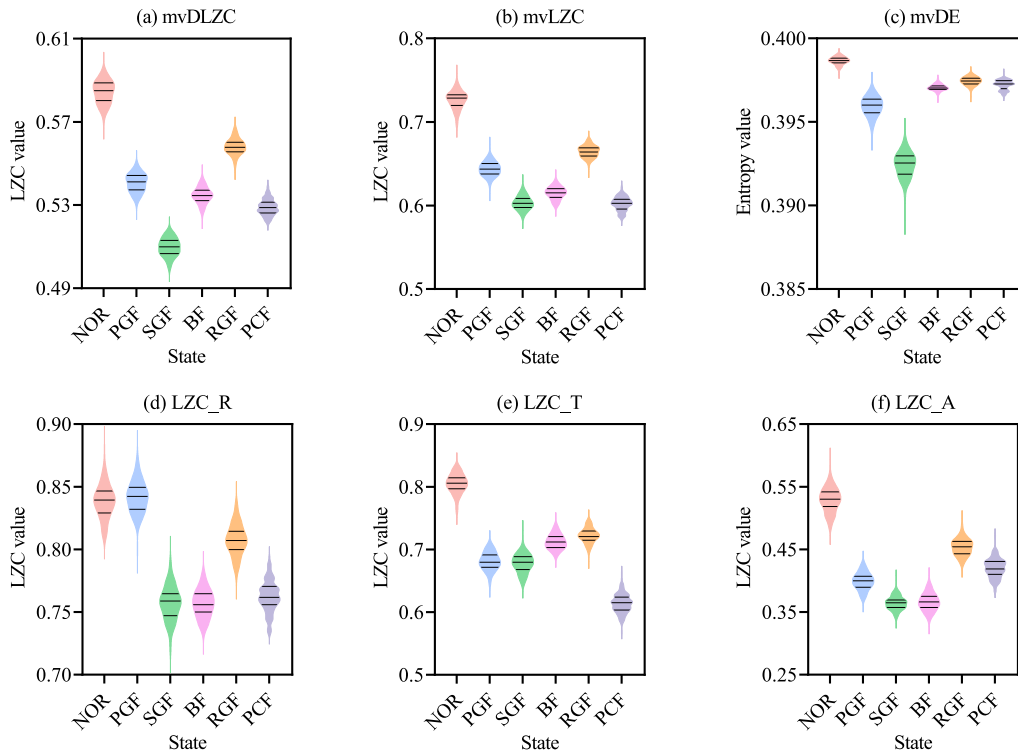 (a) mvDLZC
LZC value
0.61
0.57
0.53
0.49
NOR
PGF
SGF
BF
RGF
PCF
State
(b) mvLZC
LZC value
0.8
0.7
0.6
0.5
NOR
PGF
SGF
BF
RGF
PCF
State
(c) mvDE
Entropy value
0.400
0.395
0.390
0.385
NOR
PGF
SGF
BF
RGF
PCF
State
(d) LZC_R
LZC value
0.90
0.85
0.80
0.75
0.70
NOR
PGF
SGF
BF
RGF
PCF
State
(e) LZC_T
LZC value
0.9
0.8
0.7
0.6
0.5
NOR
PGF
SGF
BF
RGF
PCF
State
(f) LZC_A
LZC value
0.65
0.55
0.45
0.35
0.25
NOR
PGF
SGF
BF
RGF
PCF
State